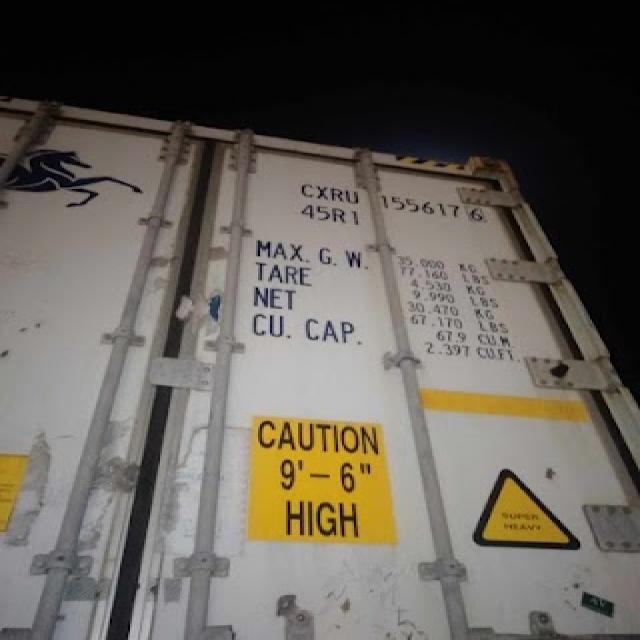 CXRU 155617 6
45R1
MAX. G. W. 35.000 KG.
77.160 LBS
TARE 4.530 KG
9.990 LBS
NET 30.470 KG
67.170 LBS
CU. CAP. 67.9 CU.M.
2.397 CU.FT.
CAUTION
9'-6"
HIGH
SUPER
HEAVY